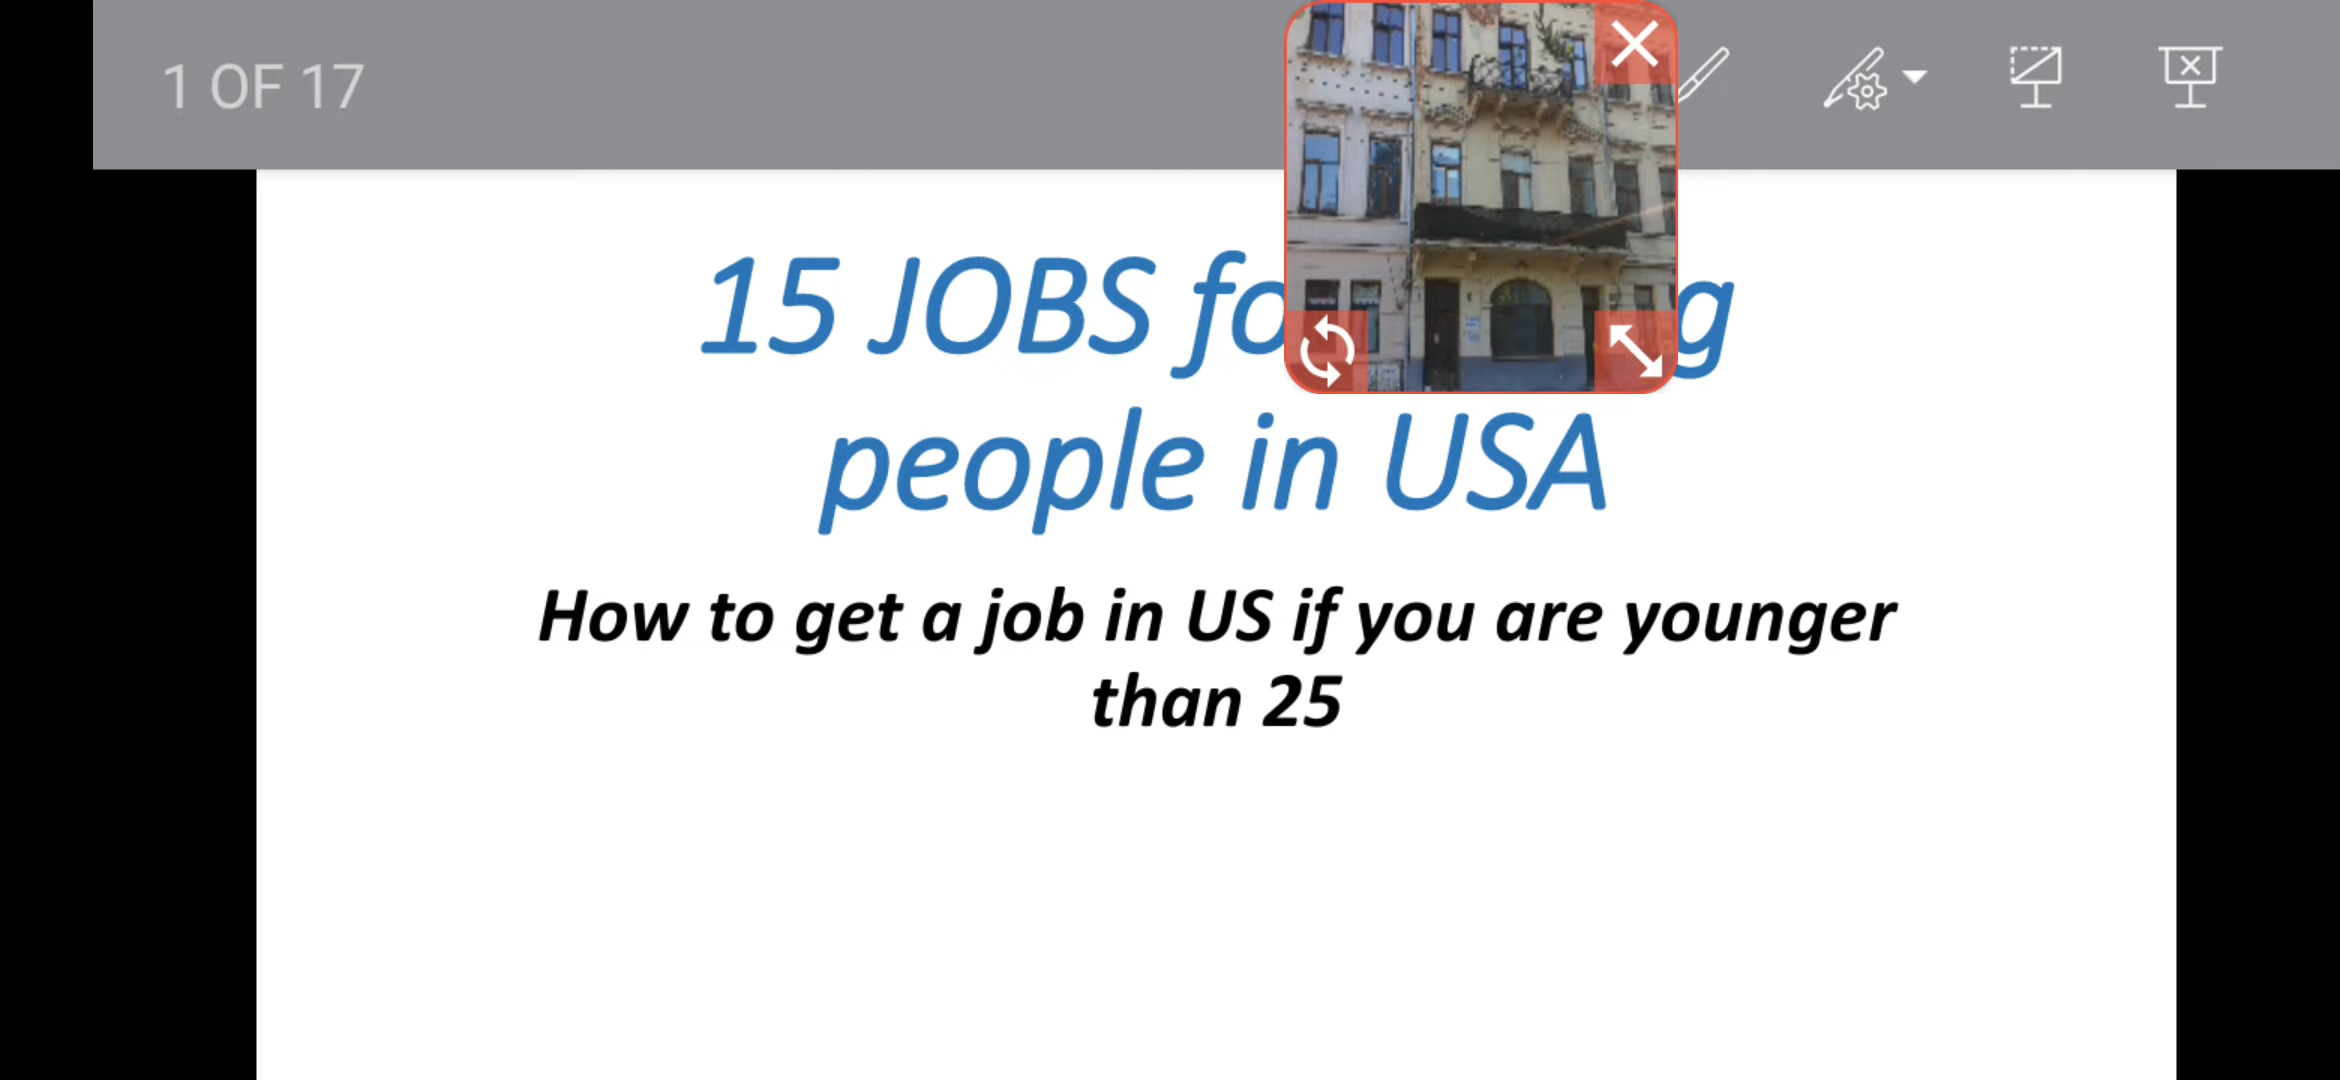 1 OF 17
15 JOBS fo g
people in USA
How to get a job in US if you are younger
than 25